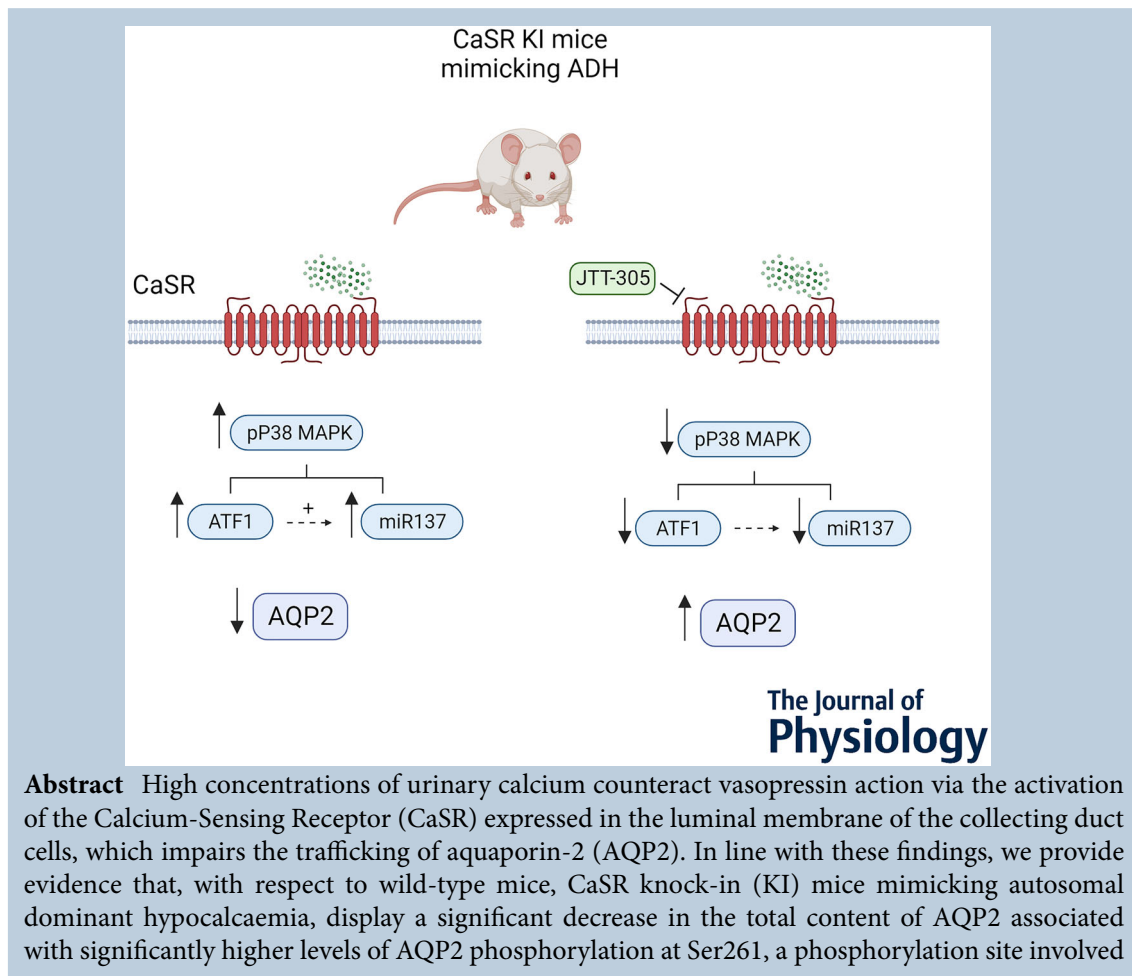 CaSR KI mice
mimicking ADH
CaSR
pP38 MAPK
ATF1
+
miR137
AQP2
JTT-305
pP38 MAPK
ATF1
miR137
AQP2
The Journal of
Physiology
Abstract High concentrations of urinary calcium counteract vasopressin action via the activation
of the Calcium-Sensing Receptor (CaSR) expressed in the luminal membrane of the collecting duct
cells, which impairs the trafficking of aquaporin-2 (AQP2). In line with these findings, we provide
evidence that, with respect to wild-type mice, CaSR knock-in (KI) mice mimicking autosomal
dominant hypocalcaemia, display a significant decrease in the total content of AQP2 associated
with significantly higher levels of AQP2 phosphorylation at Ser261, a phosphorylation site involved